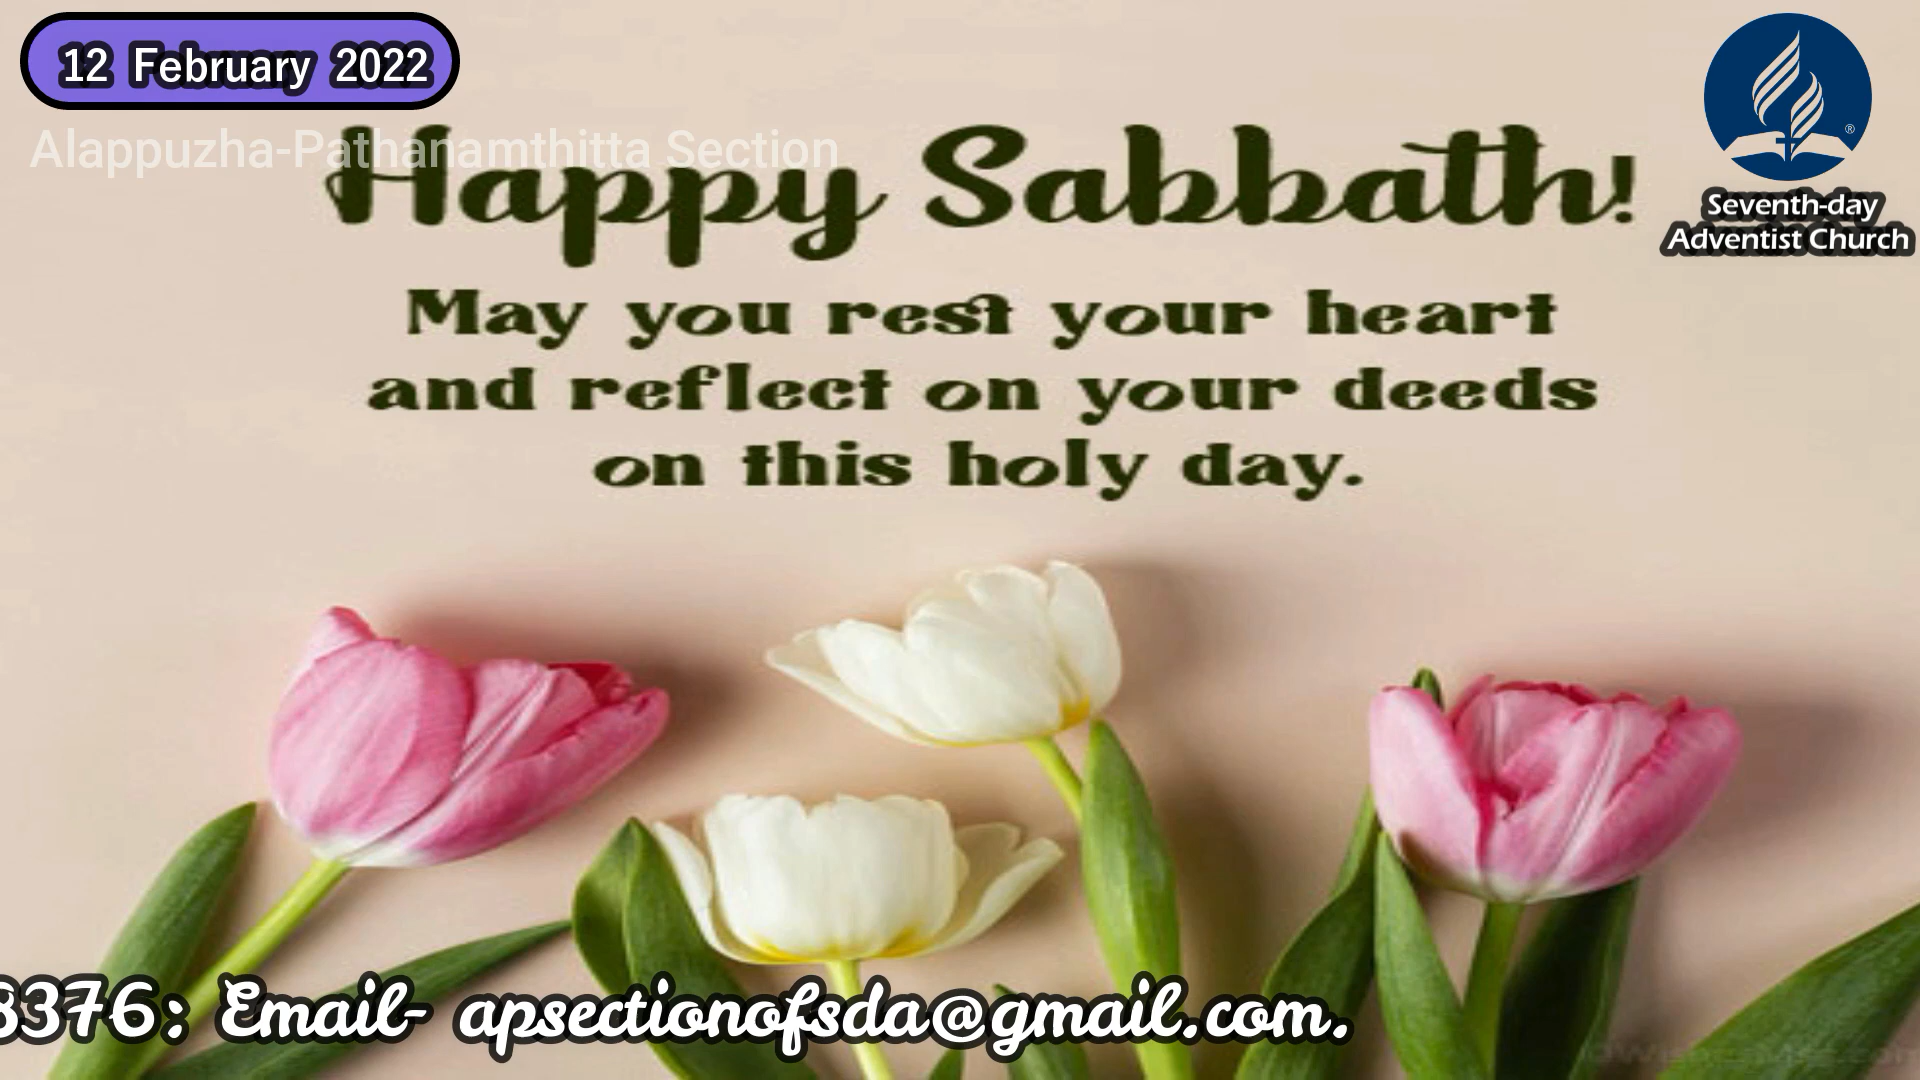 12 February 2022
Alappuzha-Pathanamthitta Section
Happy Sabbath!
May you rest your heart
and reflect on your deeds
on this holy day.
®
Seventh-day
Adventist Church
8376: Email- apsectionofsda@gmail.com.